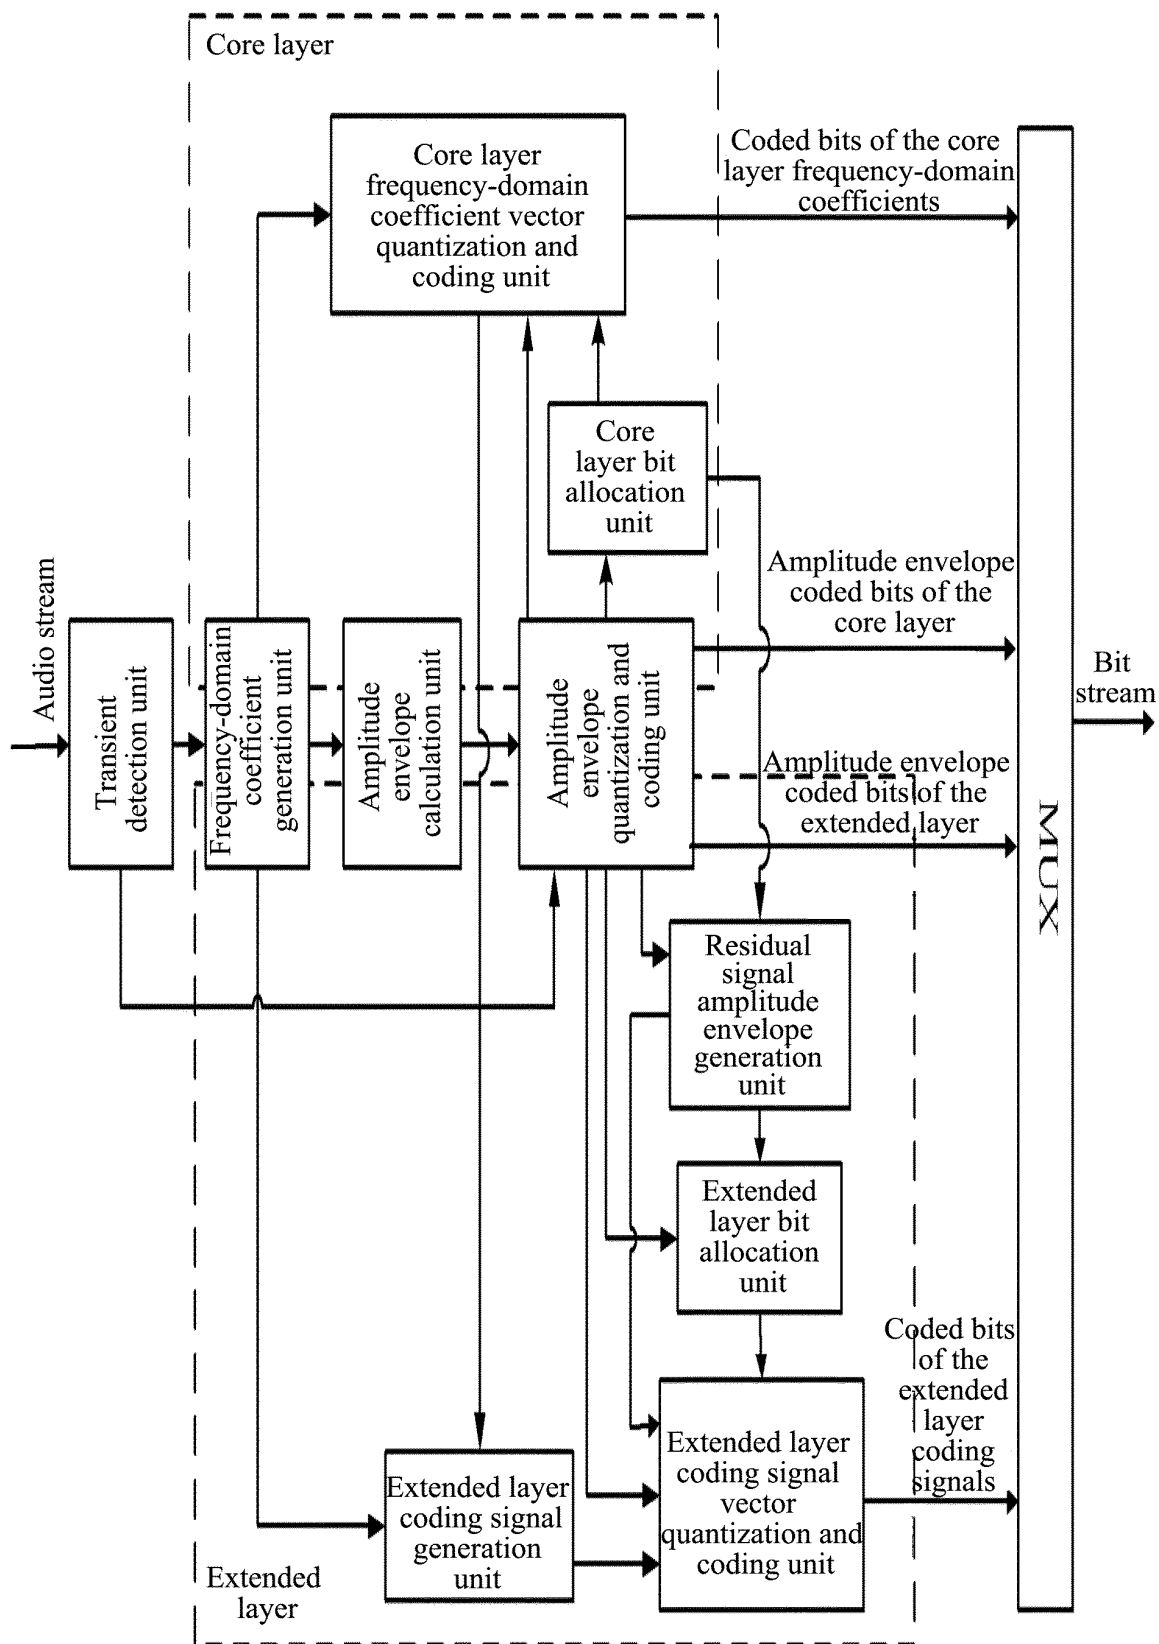 Core layer
Core layer
frequency-domain
coefficient vector
quantization and
coding unit
Coded bits of the core
layer frequency-domain
coefficients
Core
layer bit
allocation
unit
Amplitude envelope
coded bits of the
core layer
Audio stream
Transient
detection unit
Frequency-domain
coefficient
generation unit
Amplitude
envelope
calculation unit
Amplitude
envelope
quantization and
coding unit
Bit
stream
Amplitude envelope
coded bits of the
extended layer
MUX
Residual
signal
amplitude
envelope
generation
unit
Extended
layer bit
allocation
unit
Coded bits
of the
extended
layer
coding
signals
Extended layer
coding signal
generation
unit
Extended layer
coding signal
vector
quantization and
coding unit
Extended
layer